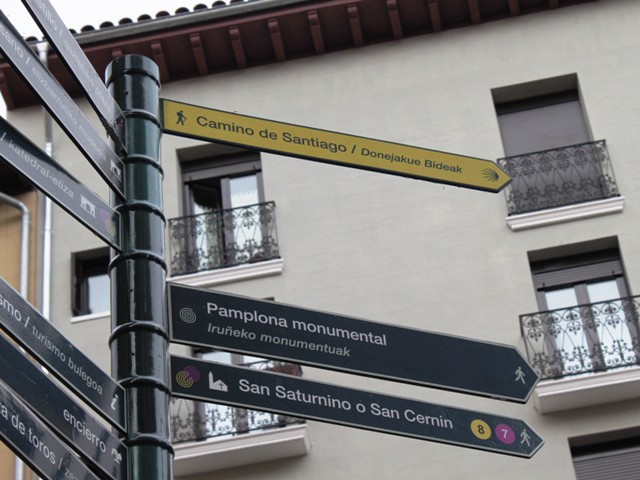 Camino de Santiago / Donejakue Bideak
katedral-eliza
Pamplona monumental
Iruñeko monumentuak
San Saturnino o San Cernin 8 7
smo / turismo bulegoa i
encierro
a de toros